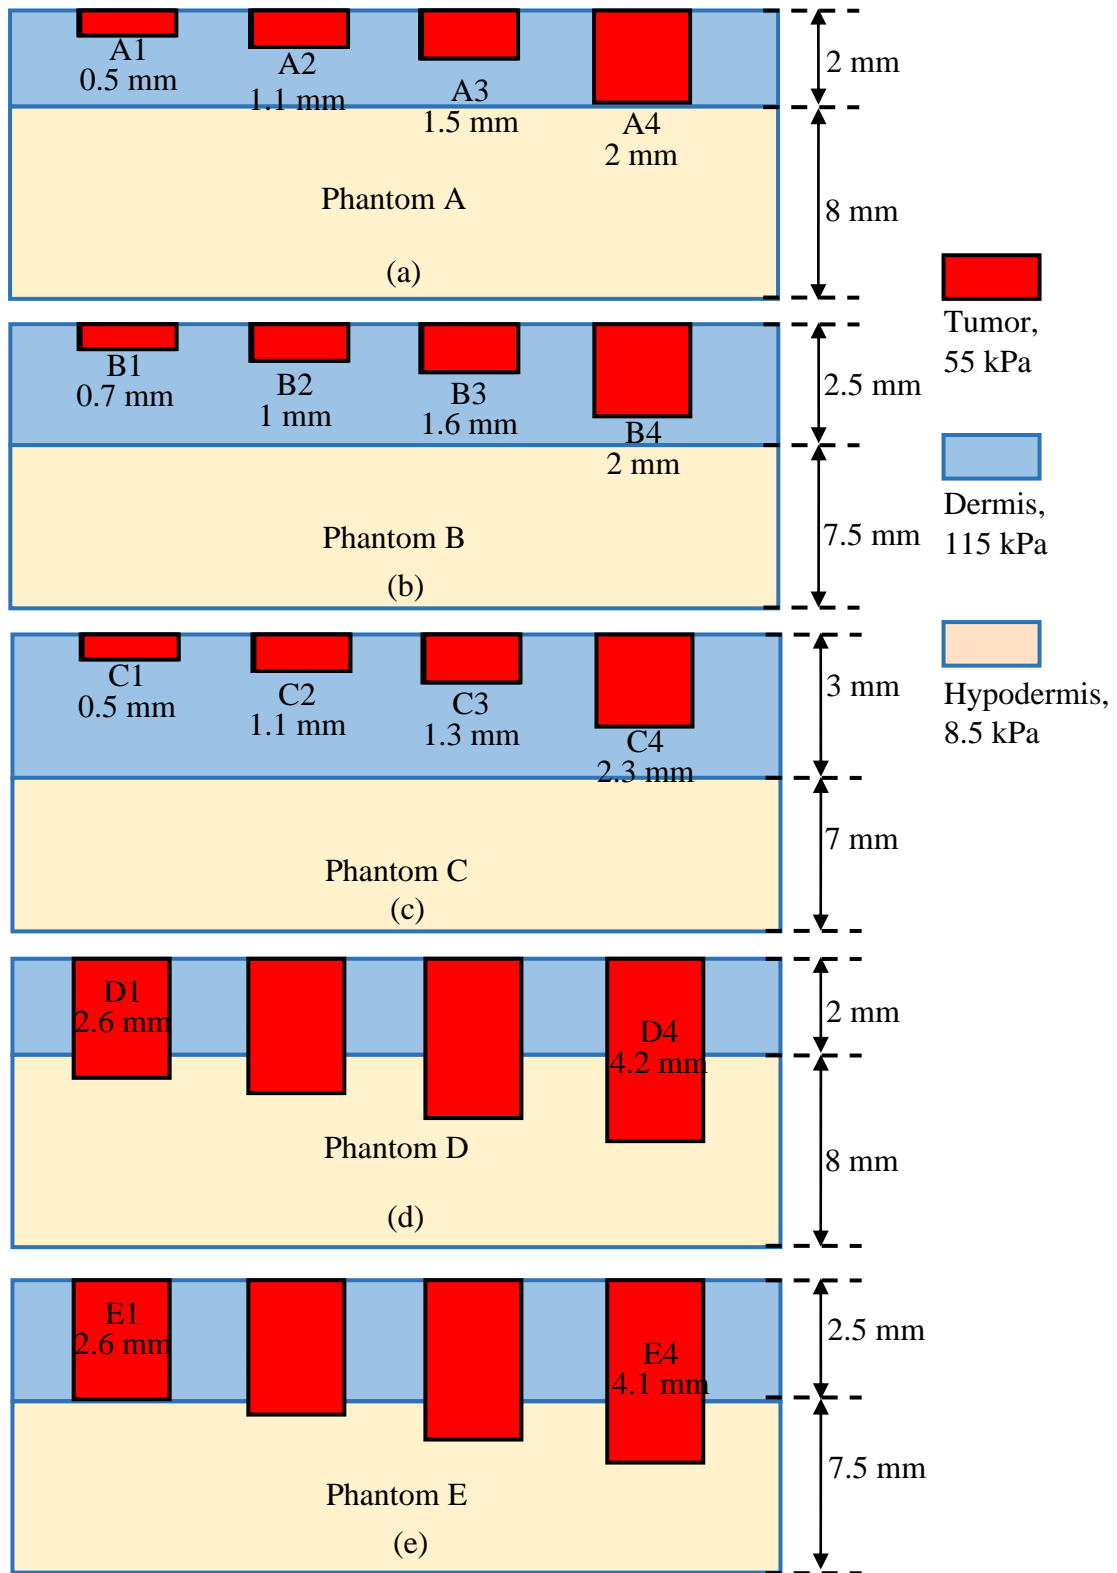 A1
0.5 mm
A2
1.1 mm
A3
1.5 mm
A4
2 mm
2 mm
Phantom A
8 mm
(a)
B1
0.7 mm
B2
1 mm
B3
1.6 mm
B4
2 mm
2.5 mm
Phantom B
7.5 mm
(b)
C1
0.5 mm
C2
1.1 mm
C3
1.3 mm
C4
2.3 mm
3 mm
Phantom C
7 mm
(c)
D1
2.6 mm
D4
4.2 mm
2 mm
Phantom D
8 mm
(d)
E1
2.6 mm
E4
4.1 mm
2.5 mm
Phantom E
7.5 mm
(e)
Tumor,
55 kPa
Dermis,
115 kPa
Hypodermis,
8.5 kPa